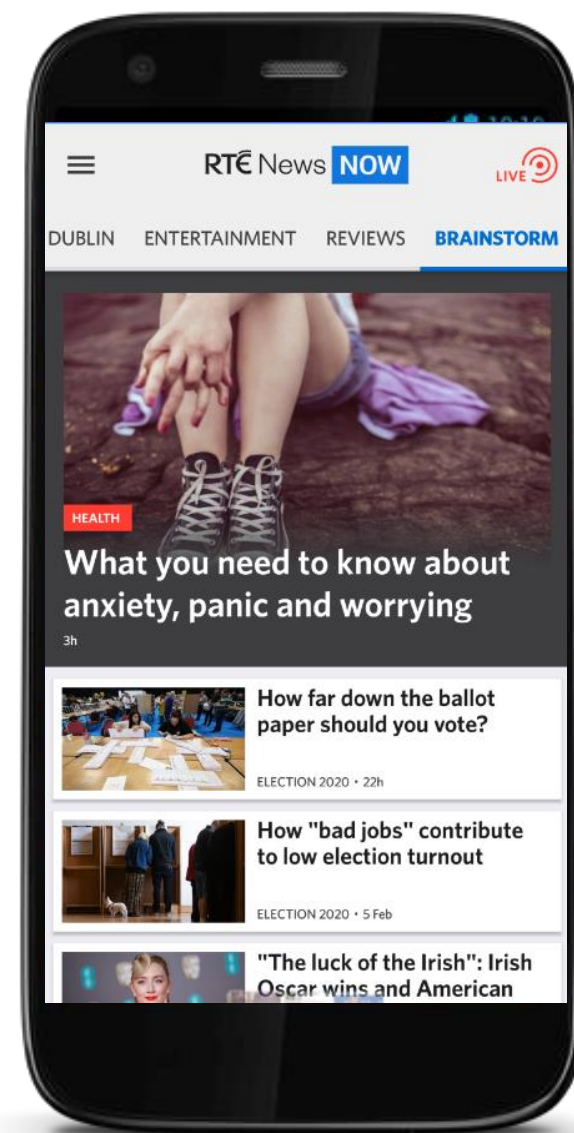 RTÉ News NOW
LIVE
DUBLIN ENTERTAINMENT REVIEWS BRAINSTORM
HEALTH
What you need to know about
anxiety, panic and worrying
3h
How far down the ballot
paper should you vote?
ELECTION 2020 • 22h
How "bad jobs" contribute
to low election turnout
ELECTION 2020 • 5 Feb
"The luck of the Irish": Irish
Oscar wins and American